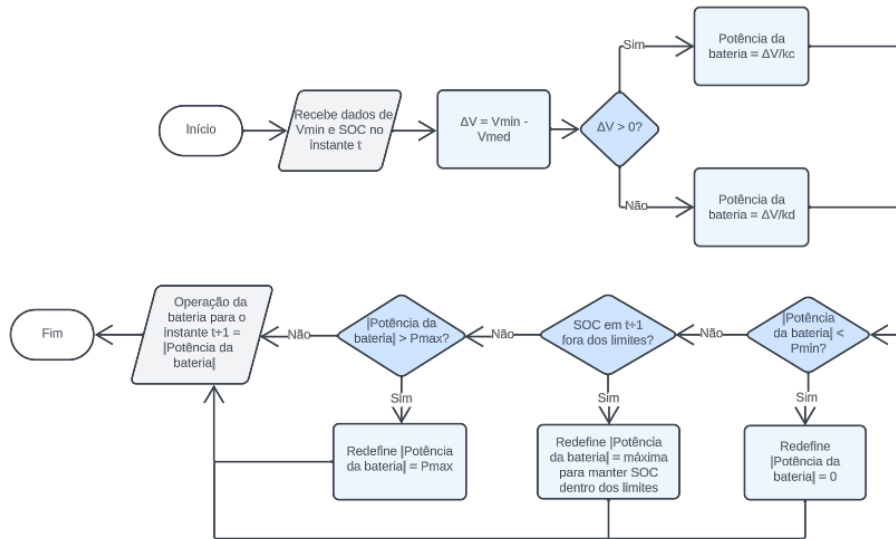 Início
Recebe dados de
Vmin e SOC no
instante t
ΔV = Vmin -
Vmed
ΔV > 0?
Sim
Potência da
bateria = ΔV/kc
Não
Potência da
bateria = ΔV/kd
|Potência
da bateria| <
Pmin?
Sim
Redefine
|Potência da
bateria| = 0
Não
SOC em t+1
fora dos limites?
Sim
Redefine |Potência
da bateria| = máxima
para manter SOC
dentro dos limites
Não
|Potência da
bateria| > Pmax?
Sim
Redefine |Potência
da bateria| = Pmax
Não
Operação da
bateria para o
instante t+1 =
|Potência da
bateria|
Fim